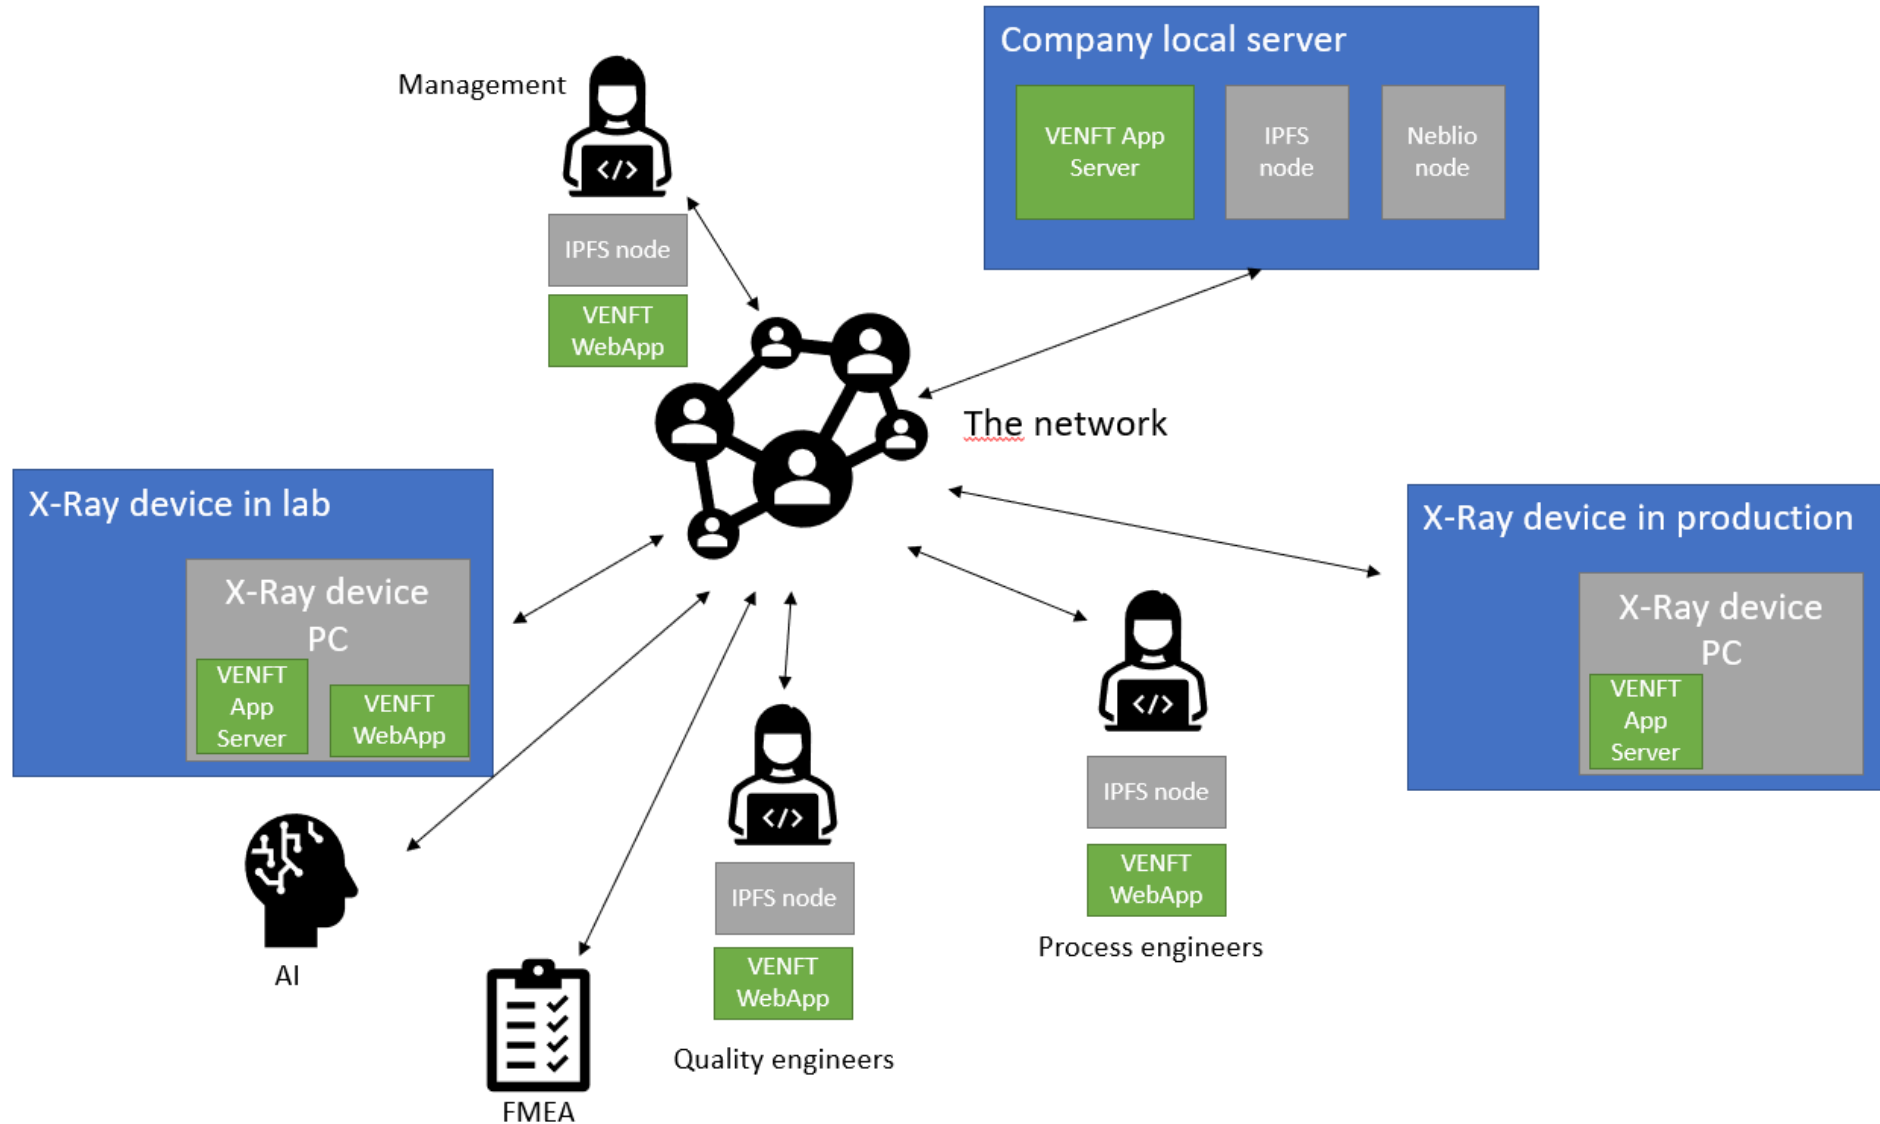 Management
IPFS node
VENFT
WebApp
Company local server
VENFT App
Server
IPFS
node
Neblio
node
The network
X-Ray device in lab
X-Ray device
PC
VENFT
App
Server
VENFT
WebApp
X-Ray device in production
X-Ray device
PC
VENFT
App
Server
AI
FMEA
IPFS node
VENFT
WebApp
Quality engineers
IPFS node
VENFT
WebApp
Process engineers